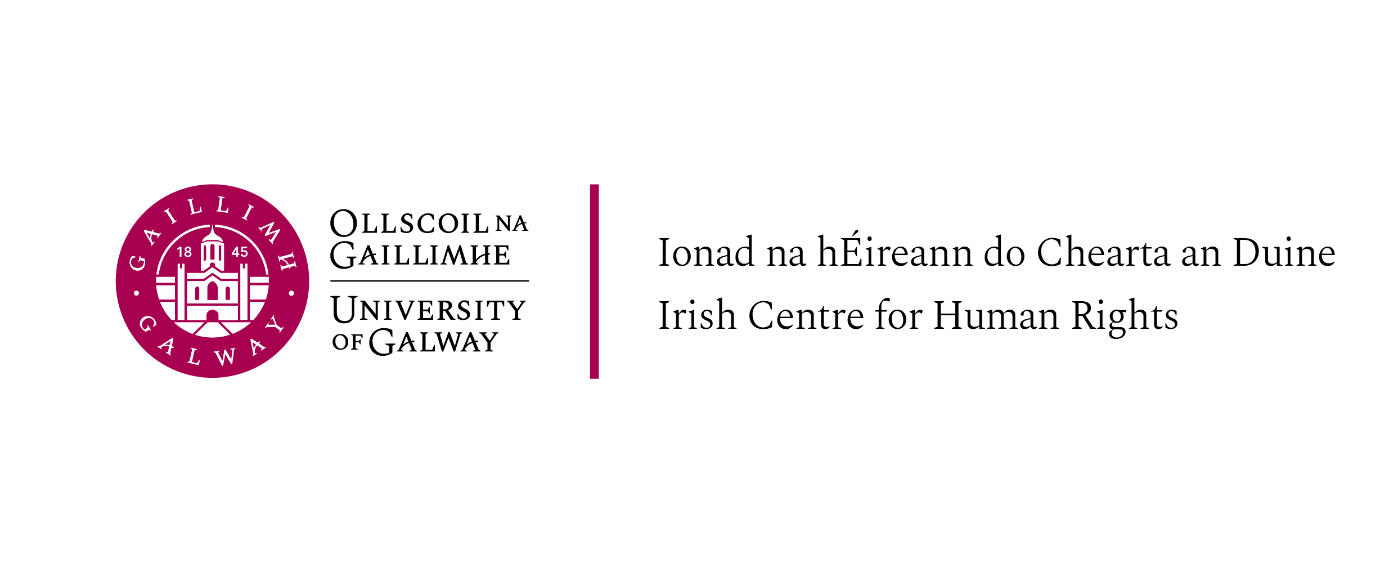 GAILLIMH
18 45
GALWAY
OLLSCOIL NA
GAILLIMHE
UNIVERSITY
OF GALWAY
Ionad na hÉireann do Chearta an Duine
Irish Centre for Human Rights